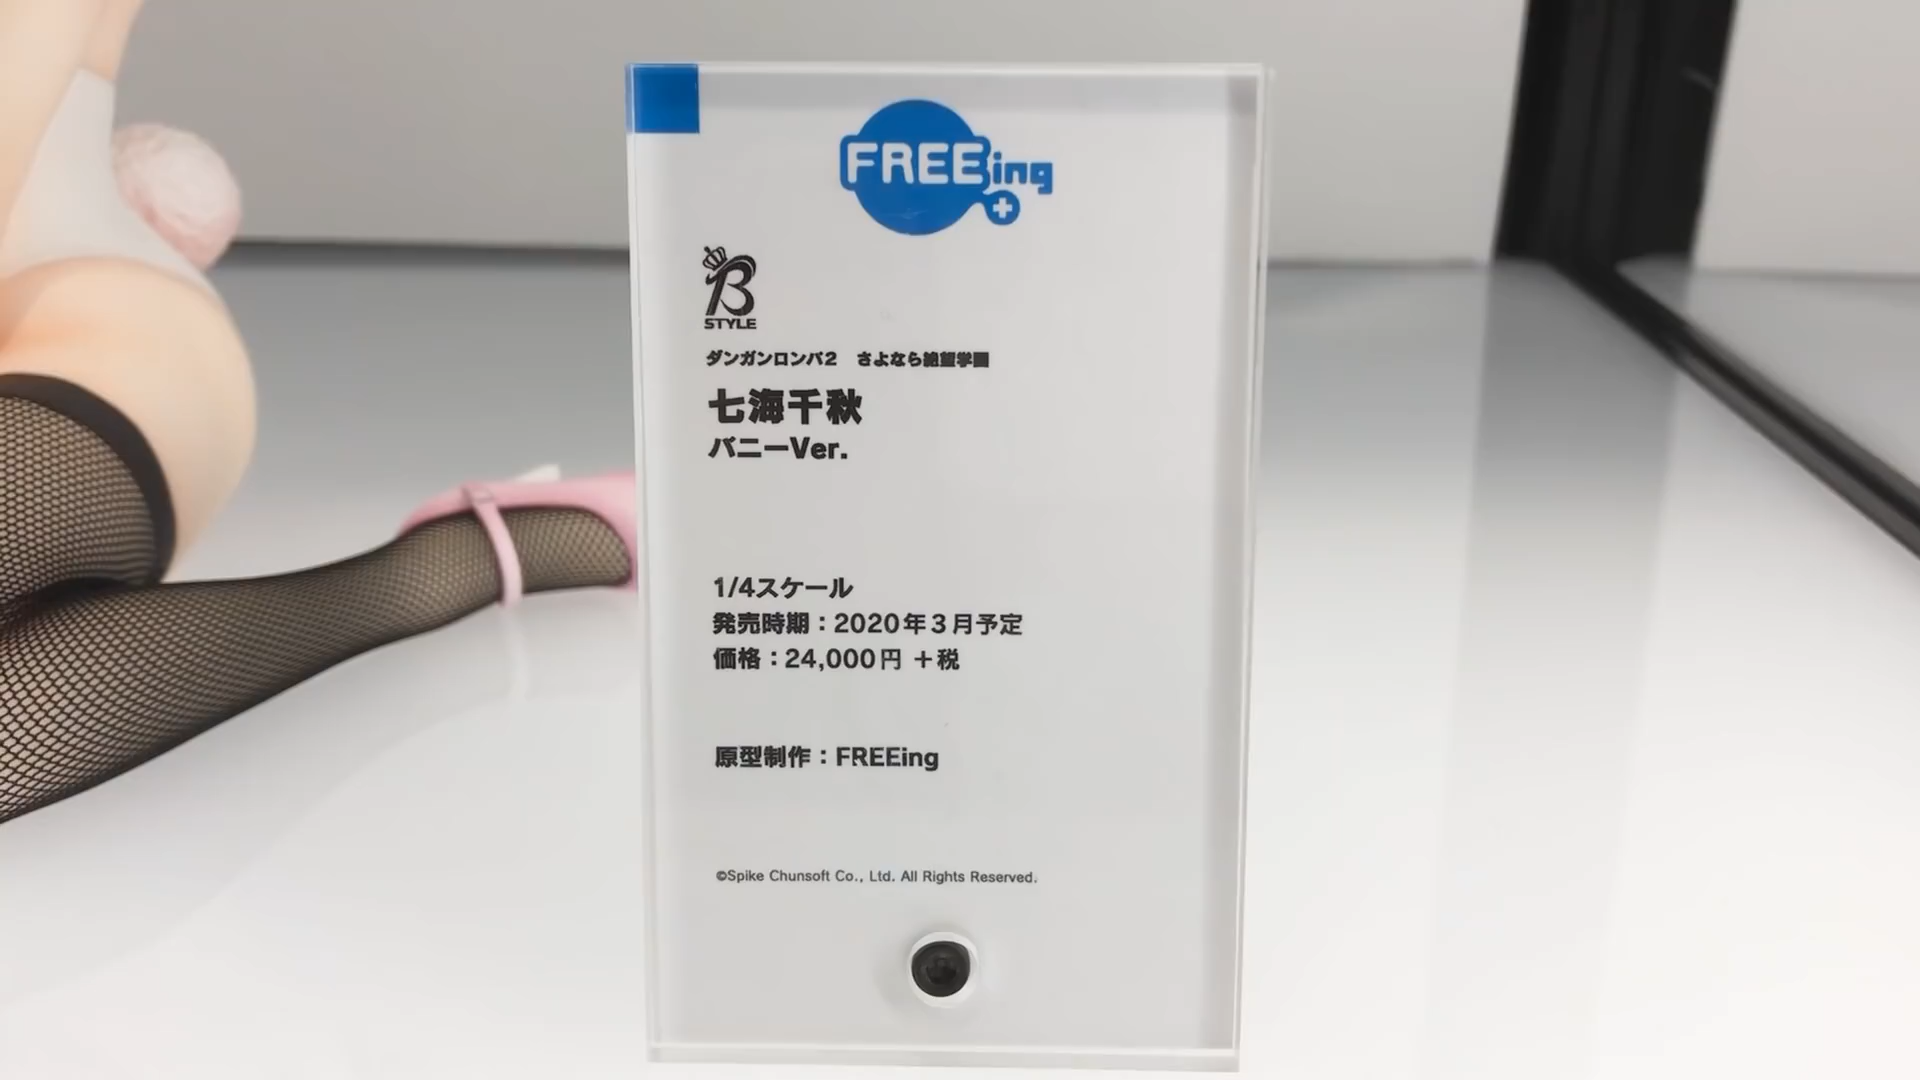 FREEing
B
STYLE
ダンガンロンパ2 さよなら絶望学園
七海千秋
バニーVer.
1/4スケール
発売時期：2020年3月予定
価格：24,000円 +税
原型制作：FREEing
©Spike Chunsoft Co., Ltd. All Rights Reserved.